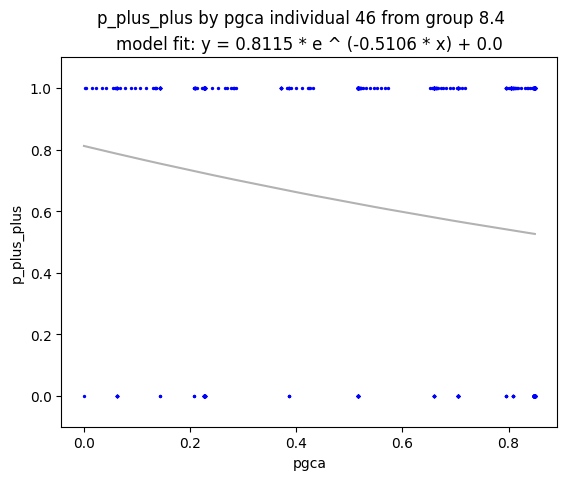 p_plus_plus by pgca individual 46 from group 8.4
model fit: y = 0.8115 * e ^ (-0.5106 * x) + 0.0
1.0
0.8
0.6
0.4
0.2
0.0
p_plus_plus
0.0 0.2 0.4 0.6 0.8
pgca